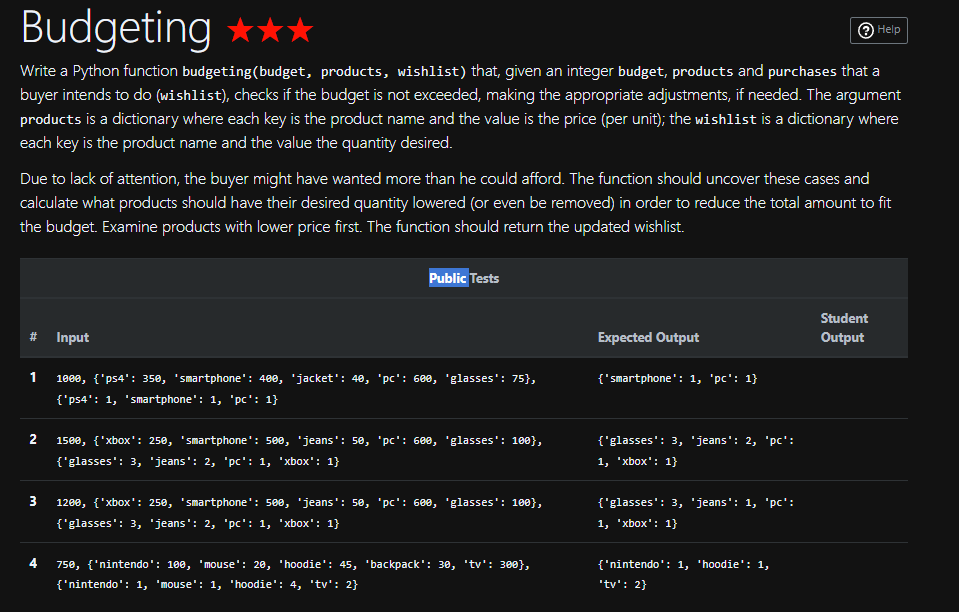 Budgeting
Help
Write a Python function budgeting(budget, products, wishlist) that, given an integer budget, products and purchases that a
buyer intends to do (wishlist), checks if the budget is not exceeded, making the appropriate adjustments, if needed. The argument
products is a dictionary where each key is the product name and the value is the price (per unit); the wishlist is a dictionary where
each key is the product name and the value the quantity desired.
Due to lack of attention, the buyer might have wanted more than he could afford. The function should uncover these cases and
calculate what products should have their desired quantity lowered (or even be removed) in order to reduce the total amount to fit
the budget. Examine products with lower price first. The function should return the updated wishlist.
Public Tests
# Input Expected Output Student
Output
1 1000, {'ps4': 350, 'smartphone': 400, 'jacket': 40, 'pc': 600, 'glasses': 75}, {'smartphone': 1, 'pc': 1}
{'ps4': 1, 'smartphone': 1, 'pc': 1}
2 1500, {'xbox': 250, 'smartphone': 500, 'jeans': 50, 'pc': 600, 'glasses': 100}, {'glasses': 3, 'jeans': 2, 'pc':
{'glasses': 3, 'jeans': 2, 'pc': 1, 'xbox': 1} 1, 'xbox': 1}
3 1200, {'xbox': 250, 'smartphone': 500, 'jeans': 50, 'pc': 600, 'glasses': 100}, {'glasses': 3, 'jeans': 1, 'pc':
{'glasses': 3, 'jeans': 2, 'pc': 1, 'xbox': 1} 1, 'xbox': 1}
4 750, {'nintendo': 100, 'mouse': 20, 'hoodie': 45, 'backpack': 30, 'tv': 300}, {'nintendo': 1, 'hoodie': 1,
{'nintendo': 1, 'mouse': 1, 'hoodie': 4, 'tv': 2} 'tv': 2}